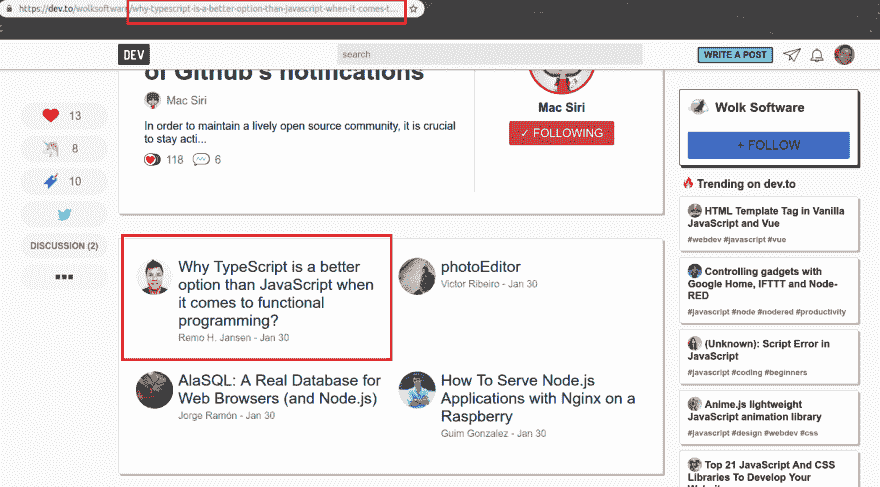 https://dev.to/wolksoftware/why-typescript-is-a-better-option-than-javascript-when-it-comes-t...
DEV
search
WRITE A POST
of Github's notifications
Mac Siri
In order to maintain a lively open source community, it is crucial
to stay acti...
118
6
Mac Siri
✓ FOLLOWING
13
8
10
DISCUSSION (2)
Why TypeScript is a better
option than JavaScript when
it comes to functional
programming?
Remo H. Jansen - Jan 30
photoEditor
Victor Ribeiro - Jan 30
AlaSQL: A Real Database for
Web Browsers (and Node.js)
Jorge Ramón - Jan 30
How To Serve Node.js
Applications with Nginx on a
Raspberry
Guim Gonzalez - Jan 30
Wolk Software
+ FOLLOW
Trending on dev.to
HTML Template Tag in Vanilla
JavaScript and Vue
#webdev #javascript #vue
Controlling gadgets with
Google Home, IFTTT and Node-
RED
#javascript #node #nodered #productivity
(Unknown): Script Error in
JavaScript
#javascript #coding #beginners
Anime.js lightweight
JavaScript animation library
#javascript #design #webdev #css
Top 21 JavaScript And CSS
Libraries To Develop Your